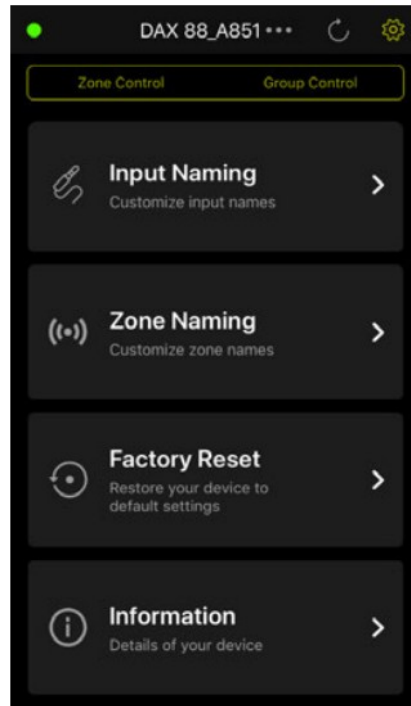 DAX 88_A851•••
Zone Control Group Control
Input Naming
Customize input names
Zone Naming
Customize zone names
Factory Reset
Restore your device to
default settings
Information
Details of your device